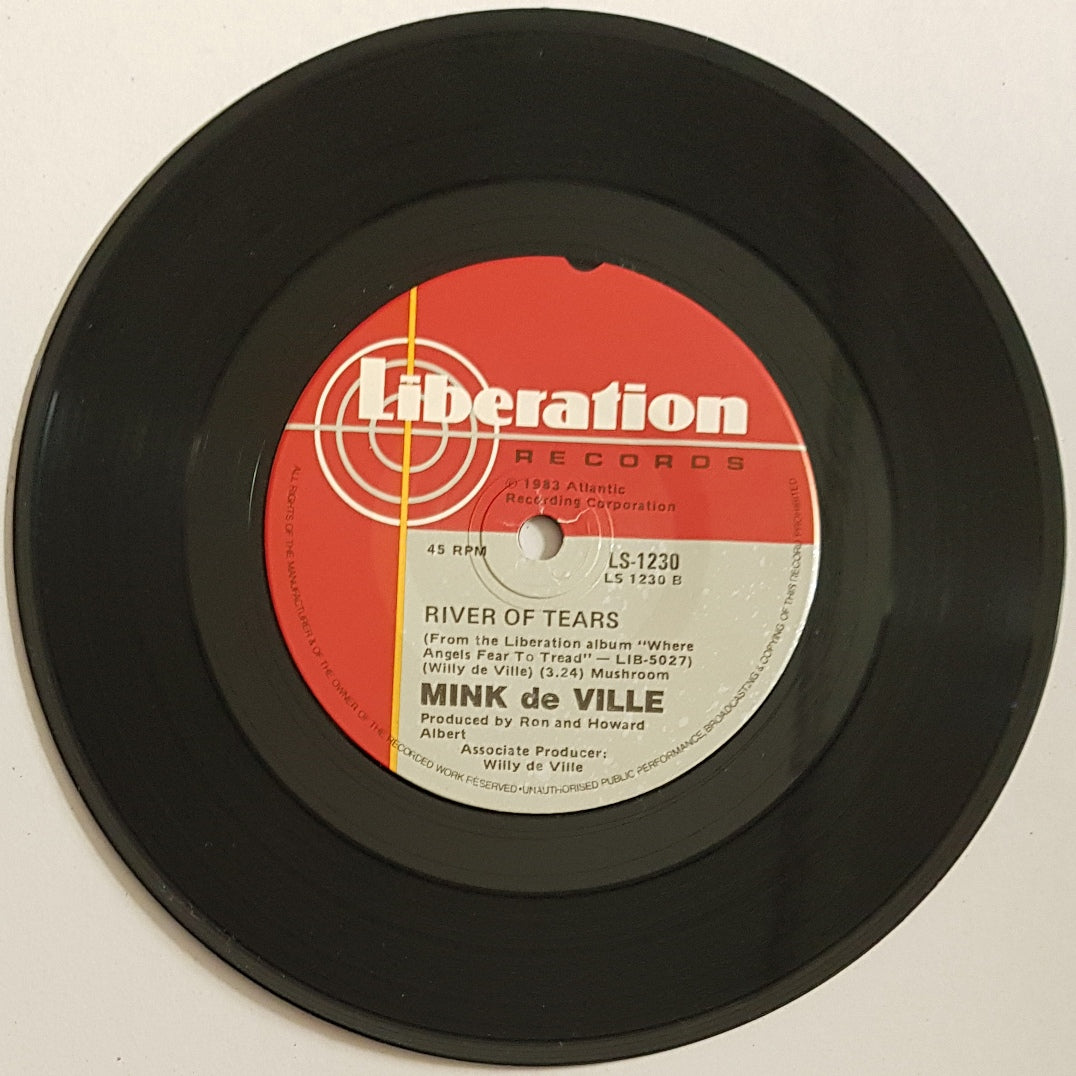 Liberation
RECORDS
℗ 1983 Atlantic
Recording Corporation
45 RPM
LS-1230
LS 1230 B
RIVER OF TEARS
(From the Liberation album "Where
Angels Fear To Tread" — LIB-5027)
(Willy de Ville) (3.24) Mushroom
MINK de VILLE
Produced by Ron and Howard
Albert
Associate Producer:
Willy de Ville
ALL RIGHTS OF THE MANUFACTURER & OF THE OWNER OF THE RECORDED WORK RESERVED•UNAUTHORISED PUBLIC PERFORMANCE, BROADCASTING & COPYING OF THIS RECORD PROHIBITED